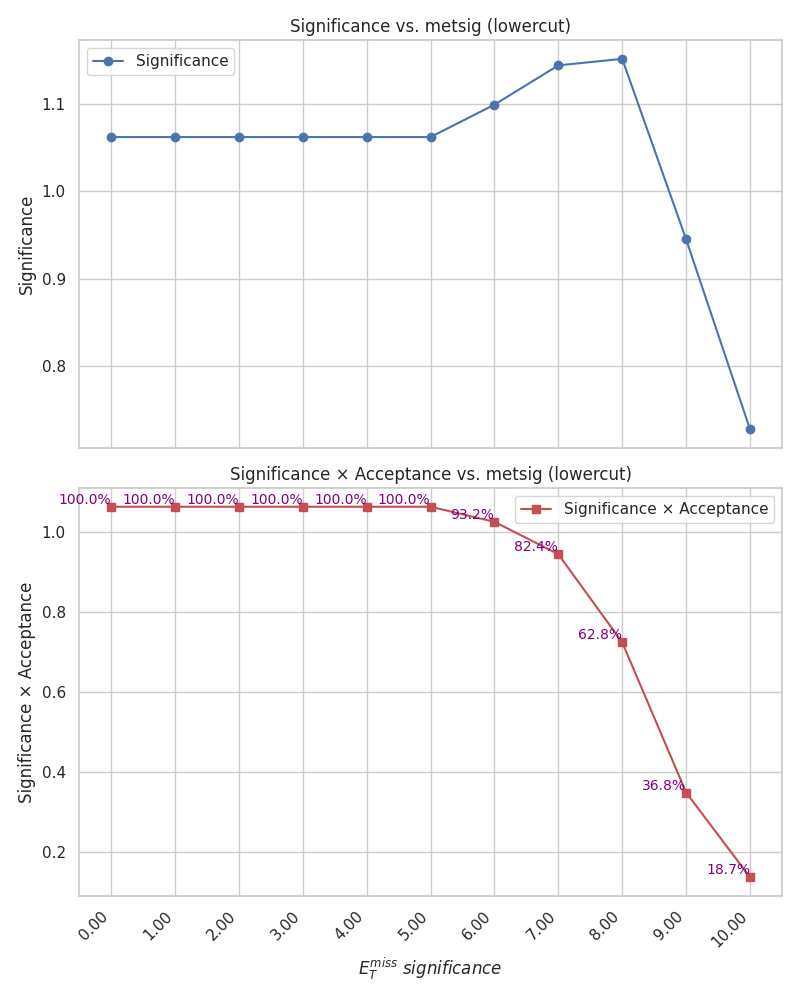 Significance vs. metsig (lowercut)
Significance
1.1
1.0
0.9
0.8
Significance
Significance × Acceptance vs. metsig (lowercut)
100.0% 100.0% 100.0% 100.0% 100.0% 100.0%
Significance × Acceptance
93.2%
82.4%
62.8%
36.8%
18.7%
1.0
0.8
0.6
0.4
0.2
Significance × Acceptance
0.00 1.00 2.00 3.00 4.00 5.00 6.00 7.00 8.00 9.00 10.00
$E_T^{miss}$ significance